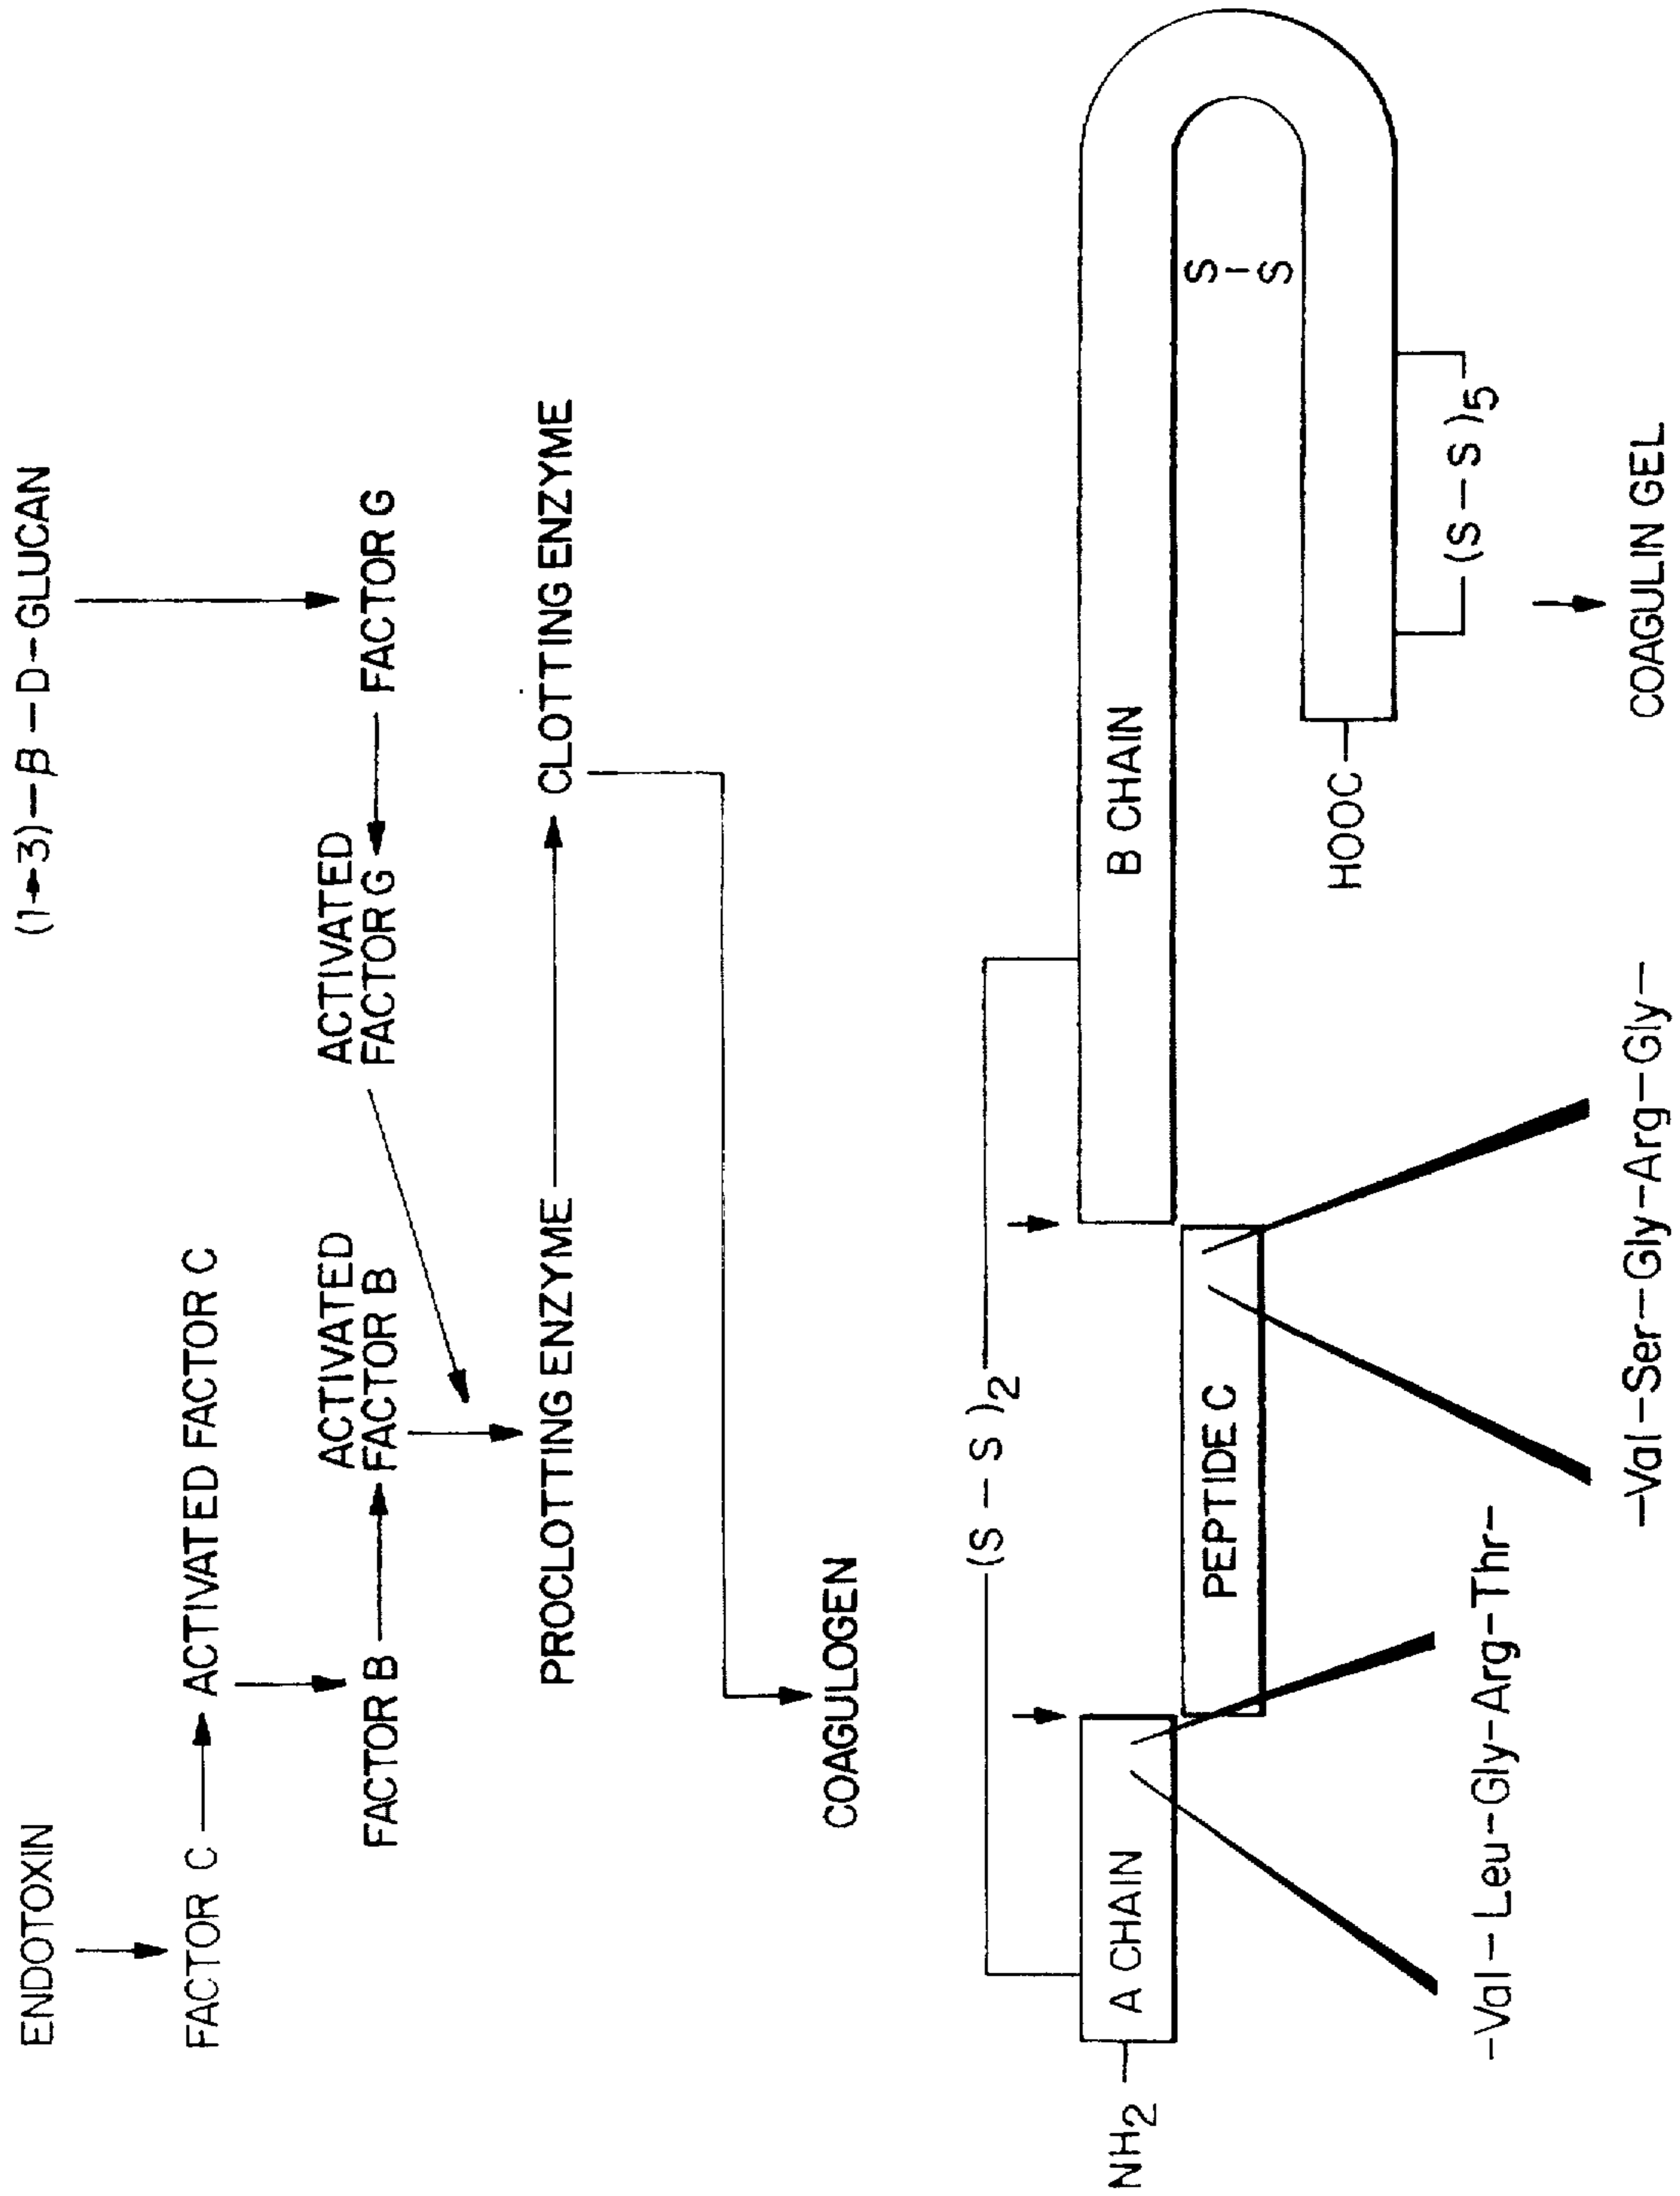 ENDOTOXIN
(1→3)–β–D–GLUCAN
FACTOR C
ACTIVATED FACTOR C
FACTOR B
ACTIVATED
FACTOR B
ACTIVATED
FACTOR G
FACTOR G
PROCLOTTING ENZYME
CLOTTING ENZYME
COAGULOGEN
(S–S)2
NH2
A CHAIN
PEPTIDE C
B CHAIN
S–S
HOOC
(S–S)5
–Val–Leu–Gly–Arg–Thr–
–Val–Ser–Gly–Arg–Gly–
COAGULIN GEL